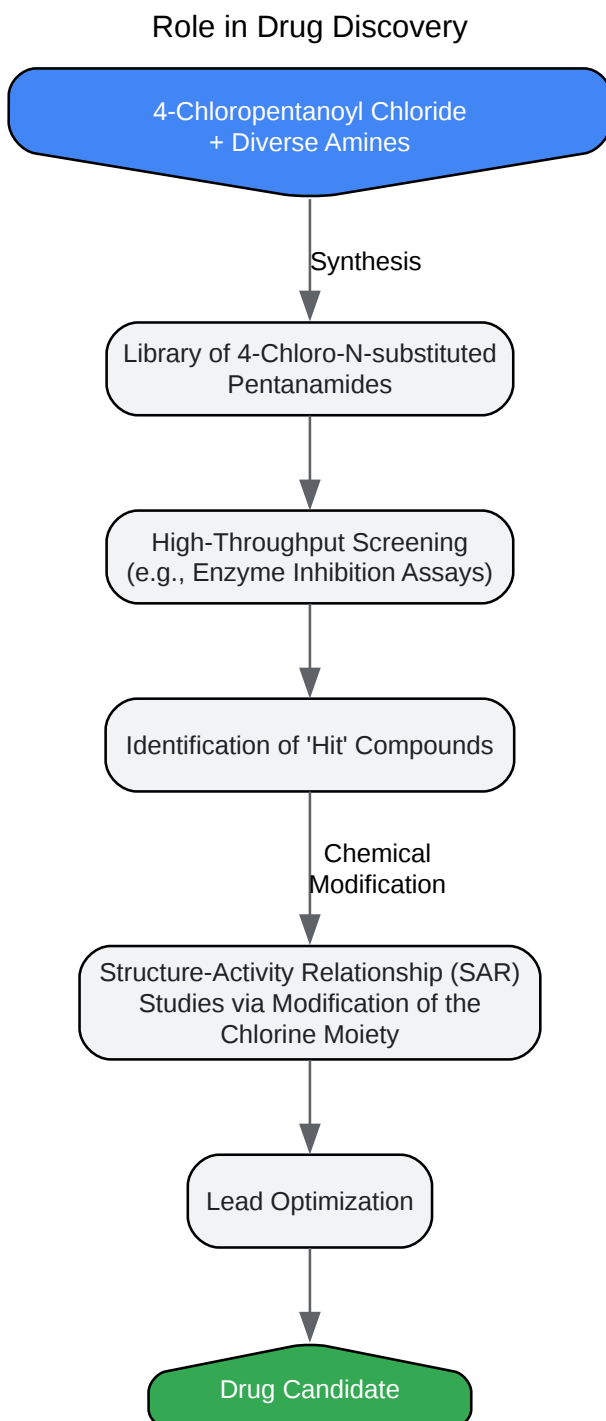 Role in Drug Discovery
4-Chloropentanoyl Chloride
+ Diverse Amines
Synthesis
Library of 4-Chloro-N-substituted
Pentanamides
High-Throughput Screening
(e.g., Enzyme Inhibition Assays)
Identification of 'Hit' Compounds
Chemical
Modification
Structure-Activity Relationship (SAR)
Studies via Modification of the
Chlorine Moiety
Lead Optimization
Drug Candidate